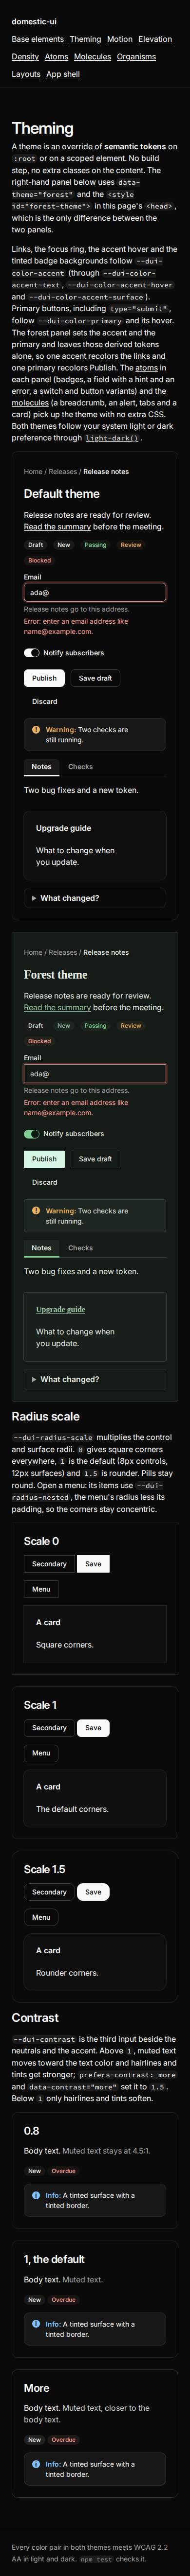 domestic-ui
Base elements Theming Motion Elevation
Density Atoms Molecules Organisms
Layouts App shell
Theming
A theme is an override of semantic tokens on
:root or on a scoped element. No build
step, no extra classes on the content. The
right-hand panel below uses data-
theme="forest" and the <style
id="forest-theme"> in this page's <head>,
which is the only difference between the
two panels.
Links, the focus ring, the accent hover and the
tinted badge backgrounds follow --dui-
color-accent (through --dui-color-
accent-text, --dui-color-accent-hover
and --dui-color-accent-surface).
Primary buttons, including type="submit",
follow --dui-color-primary and its hover.
The forest panel sets the accent and the
primary and leaves those derived tokens
alone, so one accent recolors the links and
one primary recolors Publish. The atoms in
each panel (badges, a field with a hint and an
error, a switch, a submit button) and the
molecules (a breadcrumb, an alert, tabs and a
card) pick up the theme with no extra CSS.
Both themes follow your system light or dark
preference through light-dark().
Home / Releases / Release notes
Default theme
Release notes are ready for review.
Read the summary before the meeting.
Draft New Passing Review
Blocked
Email
ada@
Release notes go to this address.
Error: enter an email address like
name@example.com.
Notify subscribers
Publish Save draft
Discard
Warning: Two checks are
still running.
Notes Checks
Two bug fixes and a new token.
Upgrade guide
What to change when
you update.
What changed?
Home / Releases / Release notes
Forest theme
Release notes are ready for review.
Read the summary before the meeting.
Draft New Passing Review
Blocked
Email
ada@
Release notes go to this address.
Error: enter an email address like
name@example.com.
Notify subscribers
Publish Save draft
Discard
Warning: Two checks are
still running.
Notes Checks
Two bug fixes and a new token.
Upgrade guide
What to change when
you update.
What changed?
Radius scale
--dui-radius-scale multiplies the control
and surface radii. 0 gives square corners
everywhere, 1 is the default (8px controls,
12px surfaces) and 1.5 is rounder. Pills stay
round. Open a menu: its items use --dui-
radius-nested, the menu's radius less its
padding, so the corners stay concentric.
Scale 0
Secondary Save
Menu
A card
Square corners.
Scale 1
Secondary Save
Menu
A card
The default corners.
Scale 1.5
Secondary Save
Menu
A card
Rounder corners.
Contrast
--dui-contrast is the third input beside the
neutrals and the accent. Above 1, muted text
moves toward the text color and hairlines and
tints get stronger; prefers-contrast: more
and data-contrast="more" set it to 1.5.
Below 1 only hairlines and tints soften.
0.8
Body text. Muted text stays at 4.5:1.
New Overdue
Info: A tinted surface with a
tinted border.
1, the default
Body text. Muted text.
New Overdue
Info: A tinted surface with a
tinted border.
More
Body text. Muted text, closer to the
body text.
New Overdue
Info: A tinted surface with a
tinted border.
Every color pair in both themes meets WCAG 2.2
AA in light and dark. npm test checks it.